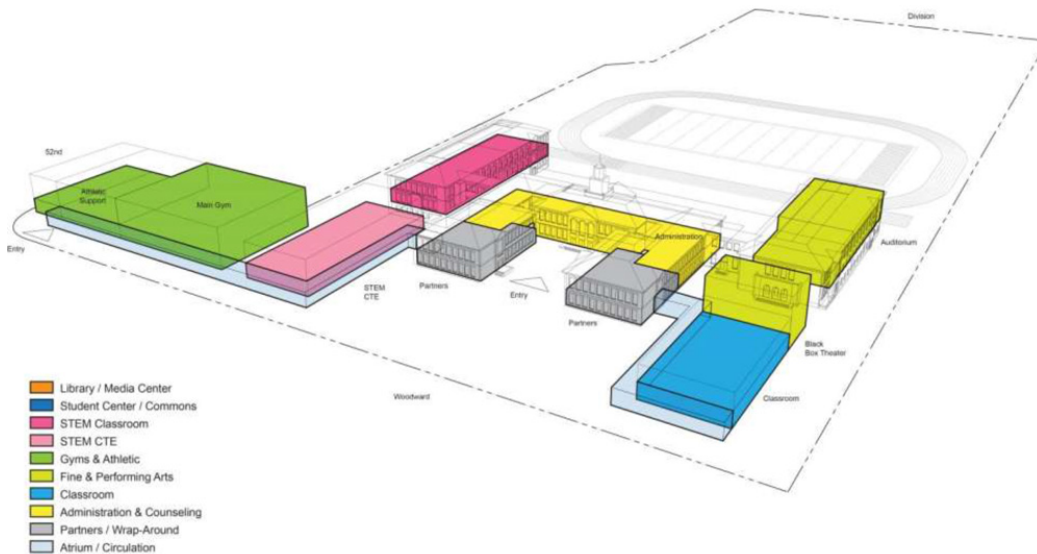 Division
52nd
Athletic
Support
Main Gym
Entry
Administration
Auditorium
STEM
CTE
Partners
Entry
Partners
Black
Box Theater
Woodward
Classroom
Library / Media Center
Student Center / Commons
STEM Classroom
STEM CTE
Gyms & Athletic
Fine & Performing Arts
Classroom
Administration & Counseling
Partners / Wrap-Around
Atrium / Circulation